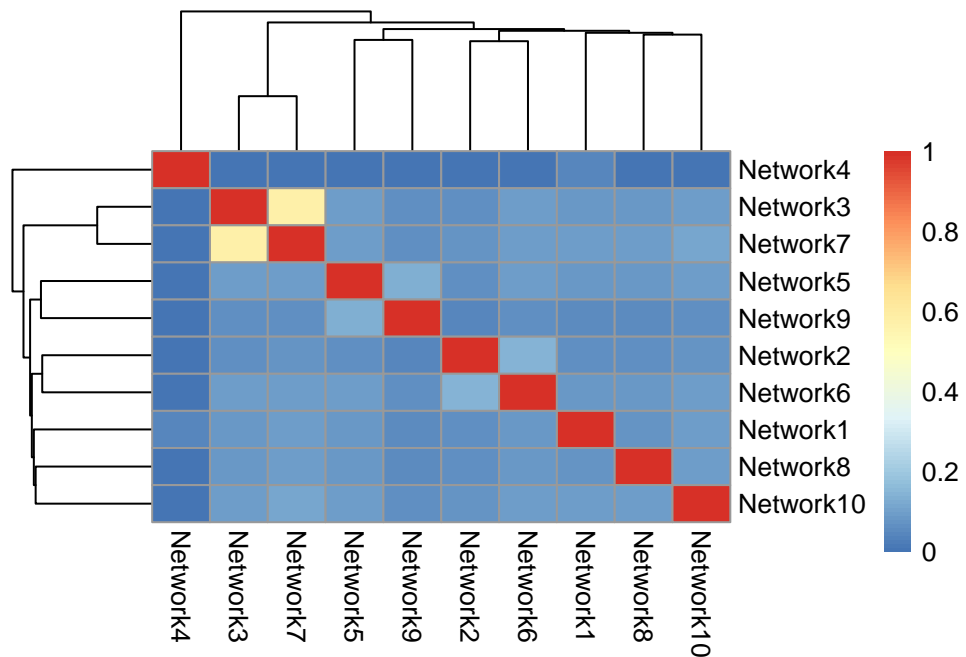 Network4
Network3
Network7
Network5
Network9
Network2
Network6
Network1
Network8
Network10
1
0.8
0.6
0.4
0.2
0
Network4
Network3
Network7
Network5
Network9
Network2
Network6
Network1
Network8
Network10